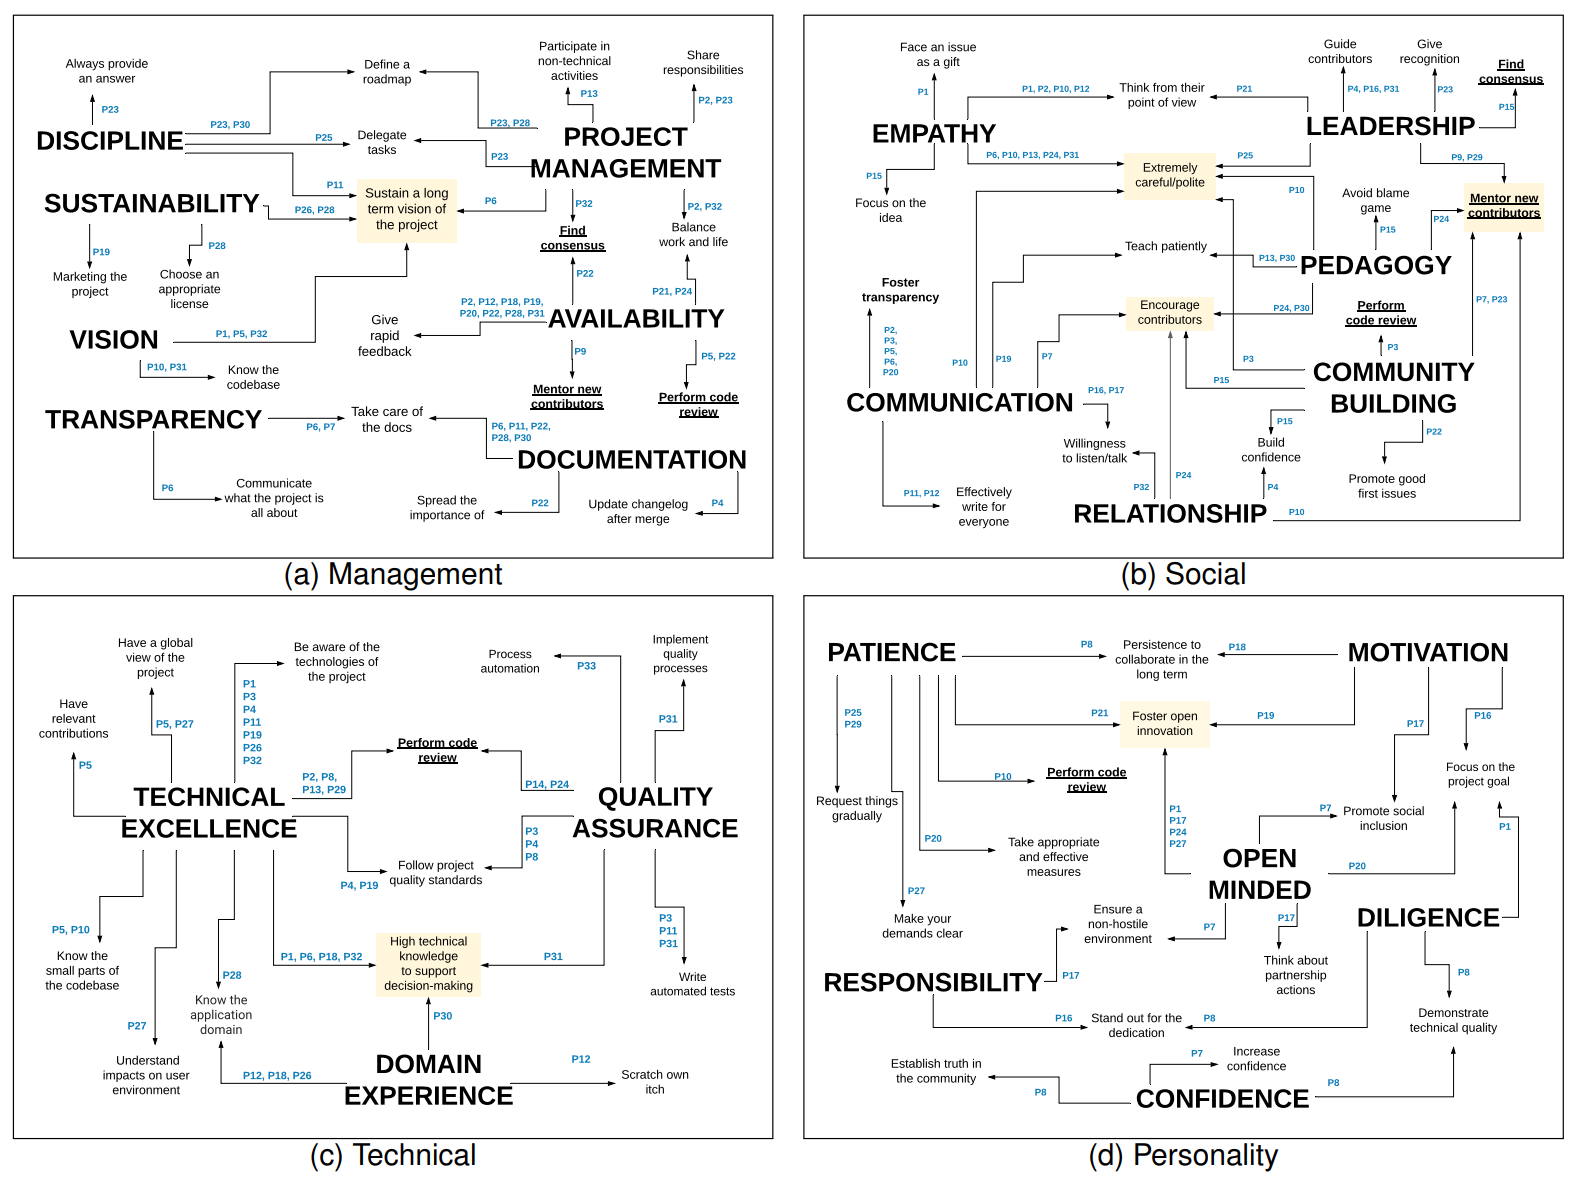 Always provide
an answer
P23
Define a
roadmap
Participate in
non-technical
activities
P13
Share
responsibilities
P2, P23
DISCIPLINE
P23, P30
P25
P11
Delegate
tasks
P23, P28
P23
PROJECT
MANAGEMENT
SUSTAINABILITY
P26, P28
Sustain a long
term vision of
the project
P6
P32
Find
consensus
P2, P32
Balance
work and life
P19
Marketing the
project
P28
Choose an
appropriate
license
P22
P21, P24
P2, P12, P18, P19,
P20, P22, P28, P31
AVAILABILITY
Give
rapid
feedback
VISION
P1, P5, P32
P10, P31
Know the
codebase
P9
Mentor new
contributors
P5, P22
Perform code
review
TRANSPARENCY
P6, P7
Take care of
the docs
P6, P11, P22,
P28, P30
DOCUMENTATION
P6
Communicate
what the project is
all about
Spread the
importance of
P22
Update changelog
after merge
P4
(a) Management
Face an issue
as a gift
P1
P1, P2, P10, P12
Think from their
point of view
P21
Guide
contributors
P4, P16, P31
Give
recognition
P23
Find
consensus
P15
EMPATHY
LEADERSHIP
P6, P10, P13, P24, P31
Extremely
careful/polite
P25
P9, P29
P15
Focus on the
idea
P10
Avoid blame
game
P15
P24
Mentor new
contributors
Teach patiently
P13, P30
PEDAGOGY
Foster
transparency
P2,
P3,
P5,
P6,
P20
Encourage
contributors
P24, P30
Perform
code review
P3
P7, P23
P10
P19
P7
P3
P15
COMMUNITY
BUILDING
COMMUNICATION
P16, P17
Willingness
to listen/talk
P15
Build
confidence
P22
Promote good
first issues
P11, P12
Effectively
write for
everyone
P32
P24
P4
RELATIONSHIP
P10
(b) Social
Have a global
view of the
project
P5, P27
Be aware of the
technologies of
the project
P1
P3
P4
P11
P19
P26
P32
Process
automation
P33
Implement
quality
processes
P31
Have
relevant
contributions
P5
Perform code
review
P2, P8,
P13, P29
P14, P24
TECHNICAL
EXCELLENCE
QUALITY
ASSURANCE
P3
P4
P8
Follow project
quality standards
P4, P19
P5, P10
Know the
small parts of
the codebase
P28
Know the
application
domain
P1, P6, P18, P32
High technical
knowledge
to support
decision-making
P31
P3
P11
P31
Write
automated tests
P27
Understand
impacts on user
environment
P30
P12, P18, P26
DOMAIN
EXPERIENCE
P12
Scratch own
itch
(c) Technical
PATIENCE
P8
Persistence to
collaborate in the
long term
P18
MOTIVATION
P25
P29
P21
Foster open
innovation
P19
P17
P16
P10
Perform code
review
Focus on the
project goal
Request things
gradually
P1
P17
P24
P27
P7
Promote social
inclusion
P1
P20
Take appropriate
and effective
measures
OPEN
MINDED
P20
P27
Make your
demands clear
Ensure a
non-hostile
environment
P7
P17
Think about
partnership
actions
DILIGENCE
RESPONSIBILITY
P17
P8
Demonstrate
technical quality
P16
Stand out for the
dedication
P8
Establish truth in
the community
P7
Increase
confidence
P8
P8
CONFIDENCE
(d) Personality